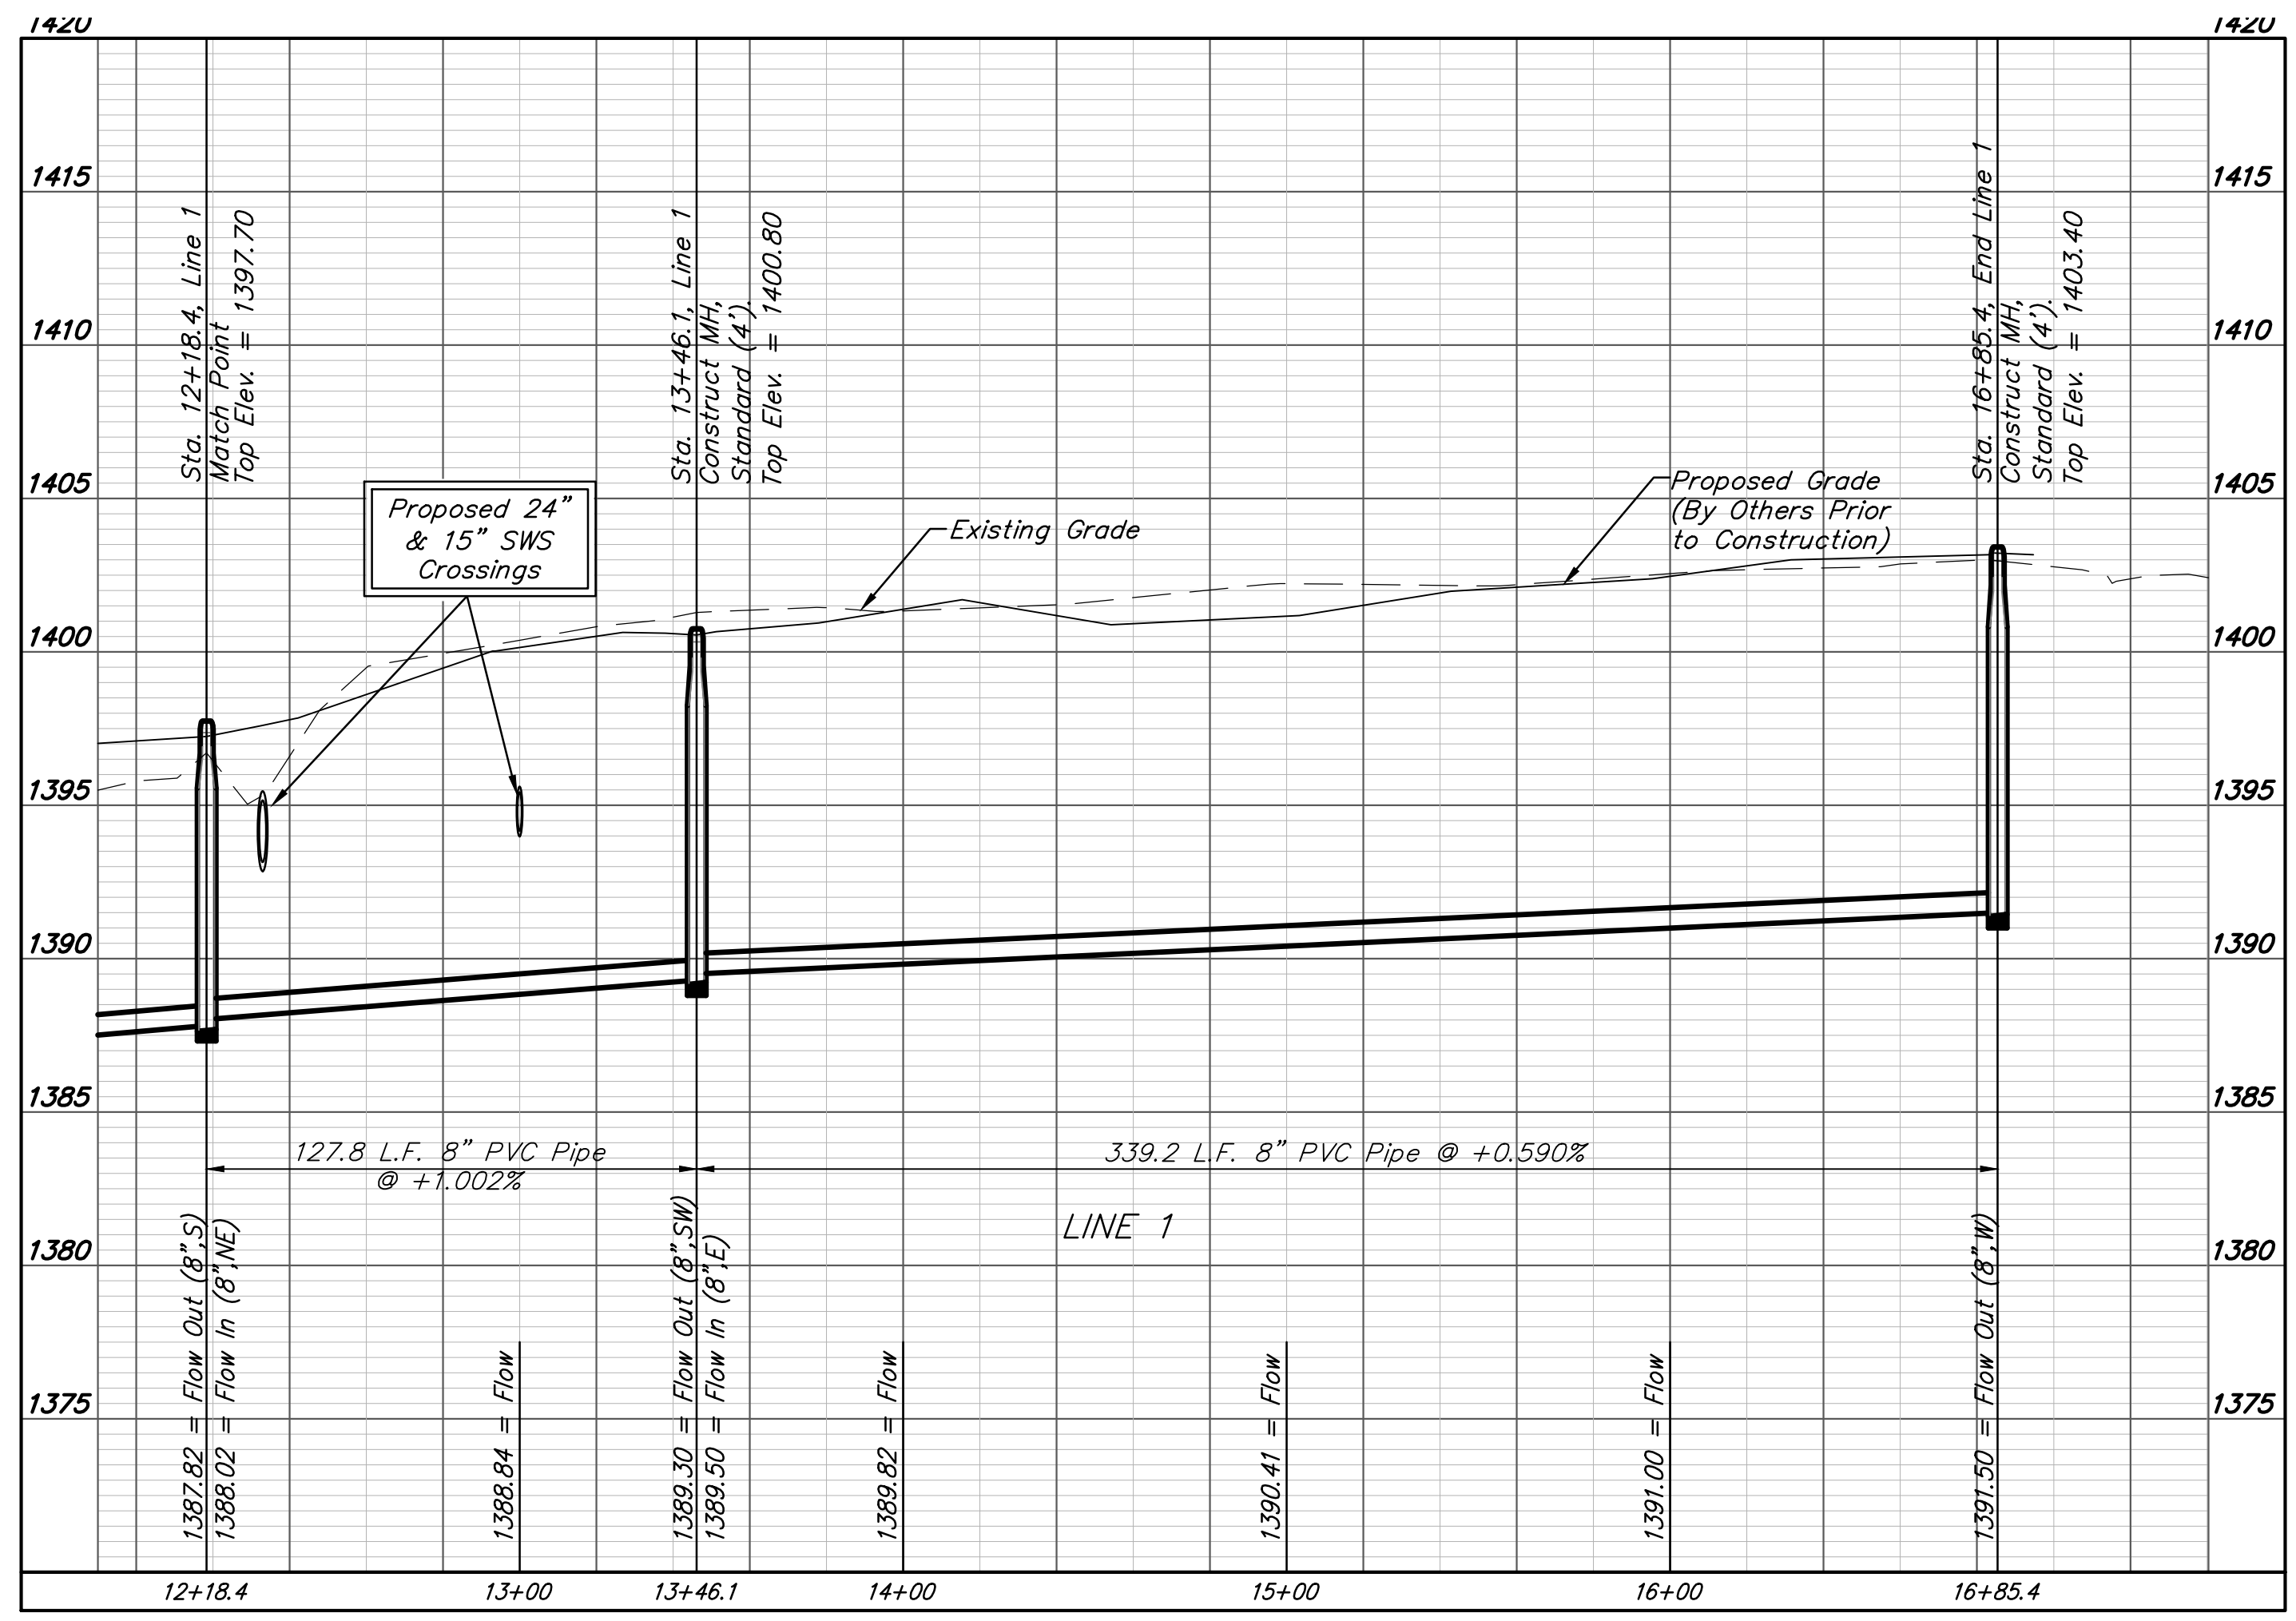 1420
1420
1415
1415
1410
1410
1405
1405
1400
1400
1395
1395
1390
1390
1385
1385
1380
1380
1375
1375
Sta. 12+18.4, Line 1
Match Point
Top Elev. = 1397.70
Sta. 13+46.1, Line 1
Construct MH,
Standard (4').
Top Elev. = 1400.80
Sta. 16+85.4, End Line 1
Construct MH,
Standard (4').
Top Elev. = 1403.40
Proposed 24"
& 15" SWS
Crossings
Existing Grade
Proposed Grade
(By Others Prior
to Construction)
127.8 L.F. 8" PVC Pipe
@ +1.002%
339.2 L.F. 8" PVC Pipe @ +0.590%
LINE 1
1387.82 = Flow Out (8",S)
1388.02 = Flow In (8",NE)
1388.84 = Flow
1389.30 = Flow Out (8",SW)
1389.50 = Flow In (8",E)
1389.82 = Flow
1390.41 = Flow
1391.00 = Flow
1391.50 = Flow Out (8",W)
12+18.4
13+00
13+46.1
14+00
15+00
16+00
16+85.4